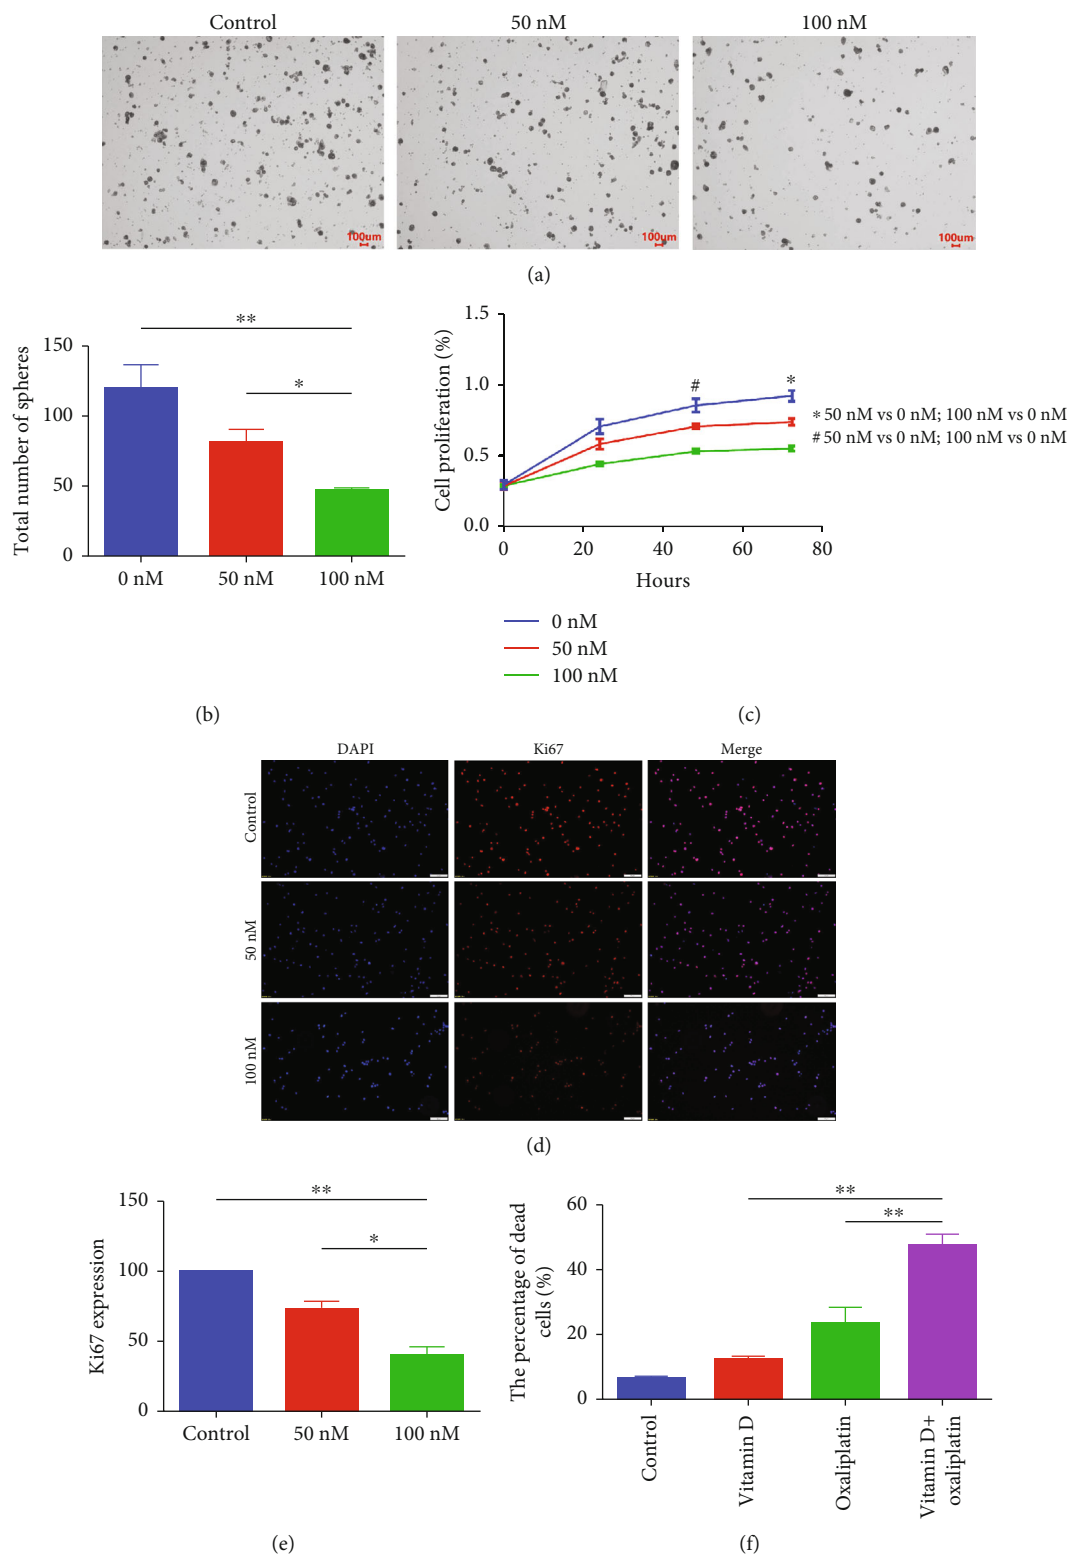 Control
50 nM
100 nM
100um
100um
100um
(a)
Total number of spheres
150
100
50
0
**
*
0 nM
50 nM
100 nM
(b)
Cell proliferation (%)
1.5
1.0
0.5
0.0
#
*
0
20
40
60
80
Hours
* 50 nM vs 0 nM; 100 nM vs 0 nM
# 50 nM vs 0 nM; 100 nM vs 0 nM
0 nM
50 nM
100 nM
(c)
DAPI
Ki67
Merge
Control
50 nM
100 nM
(d)
Ki67 expression
150
100
50
0
**
*
Control
50 nM
100 nM
(e)
The percentage of dead
cells (%)
60
40
20
0
**
**
Control
Vitamin D
Oxaliplatin
Vitamin D+
oxaliplatin
(f)